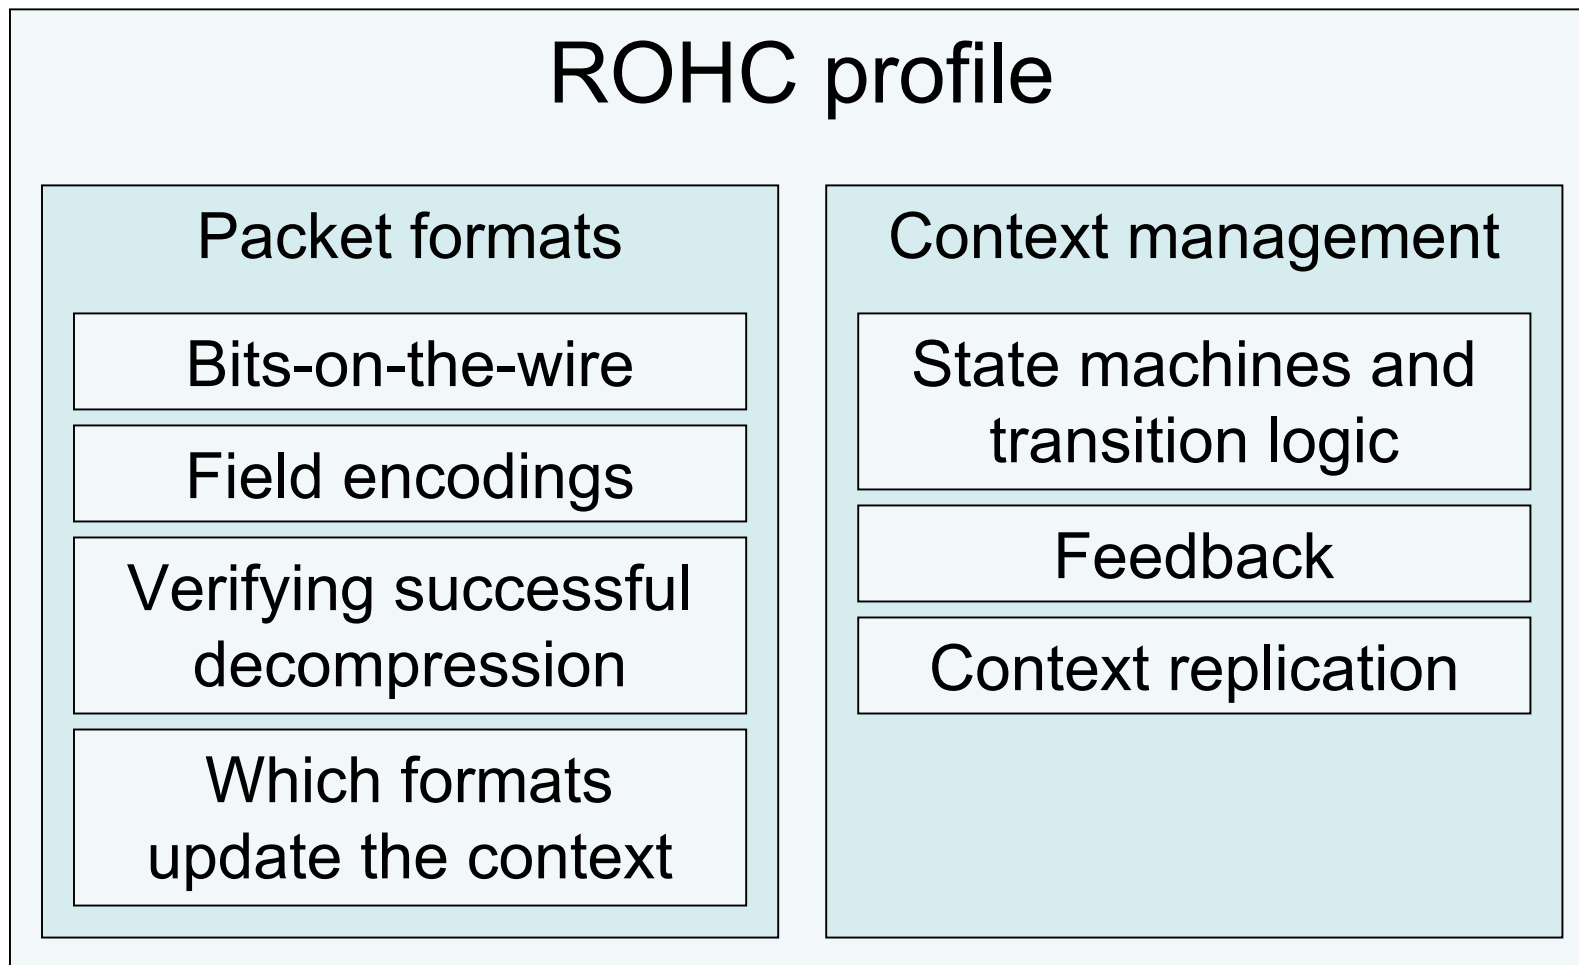 ROHC profile
Packet formats
Bits-on-the-wire
Field encodings
Verifying successful
decompression
Which formats
update the context
Context management
State machines and
transition logic
Feedback
Context replication